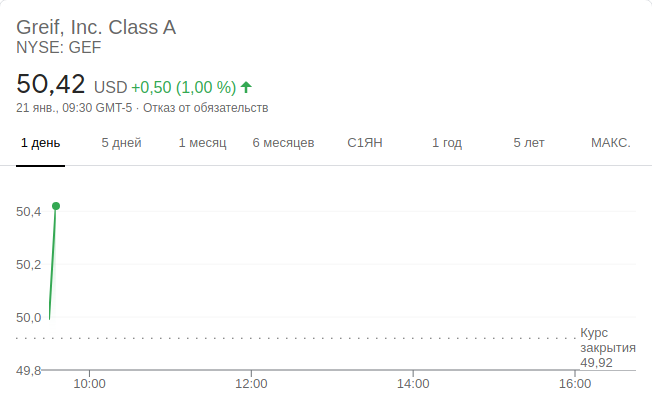 Greif, Inc. Class A
NYSE: GEF
50,42 USD +0,50 (1,00 %)
21 янв., 09:30 GMT-5 · Отказ от обязательств
1 день 5 дней 1 месяц 6 месяцев С1ЯН 1 год 5 лет МАКС.
50,4
50,2
50,0
Курс
закрытия
49,92
49,8
10:00 12:00 14:00 16:00